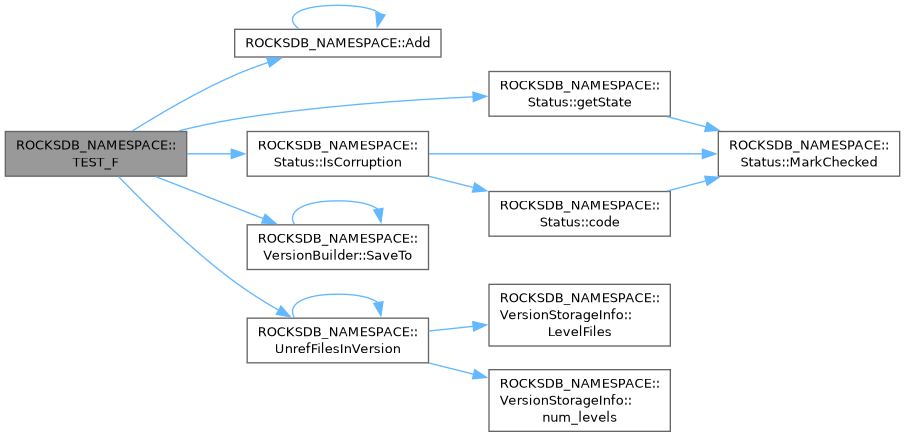 ROCKSDB_NAMESPACE::
TEST_F
ROCKSDB_NAMESPACE::Add
ROCKSDB_NAMESPACE::
Status::getState
ROCKSDB_NAMESPACE::
Status::MarkChecked
ROCKSDB_NAMESPACE::
Status::IsCorruption
ROCKSDB_NAMESPACE::
Status::code
ROCKSDB_NAMESPACE::
VersionBuilder::SaveTo
ROCKSDB_NAMESPACE::
UnrefFilesInVersion
ROCKSDB_NAMESPACE::
VersionStorageInfo::
LevelFiles
ROCKSDB_NAMESPACE::
VersionStorageInfo::
num_levels